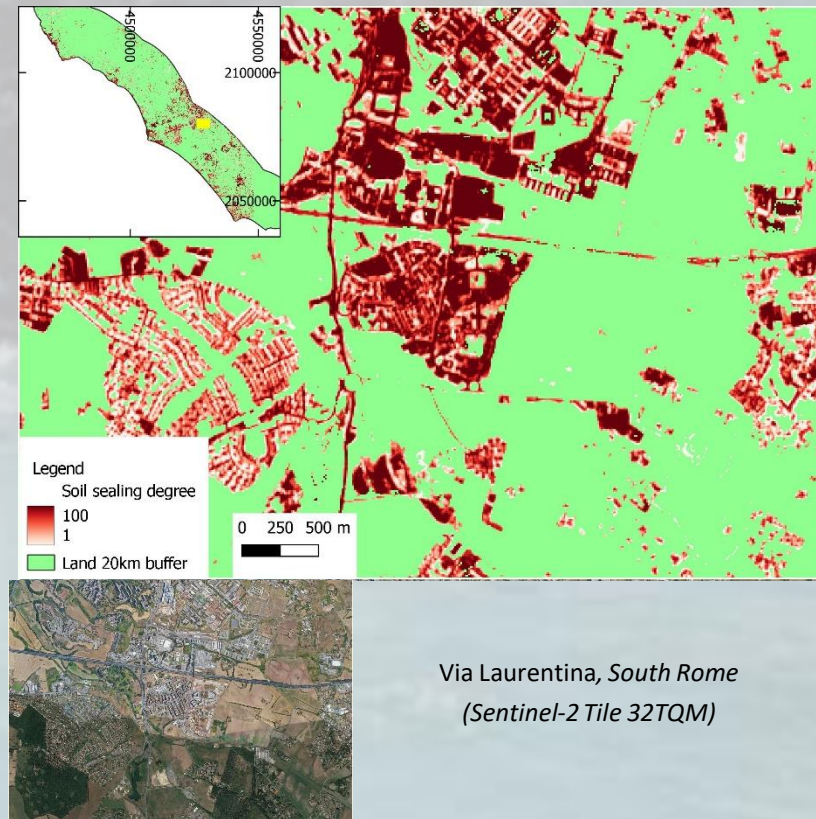 4500000
4550000
2100000
2050000
Legend
Soil sealing degree
100
1
Land 20km buffer
0 250 500 m
Via Laurentina, South Rome
(Sentinel-2 Tile 32TQM)